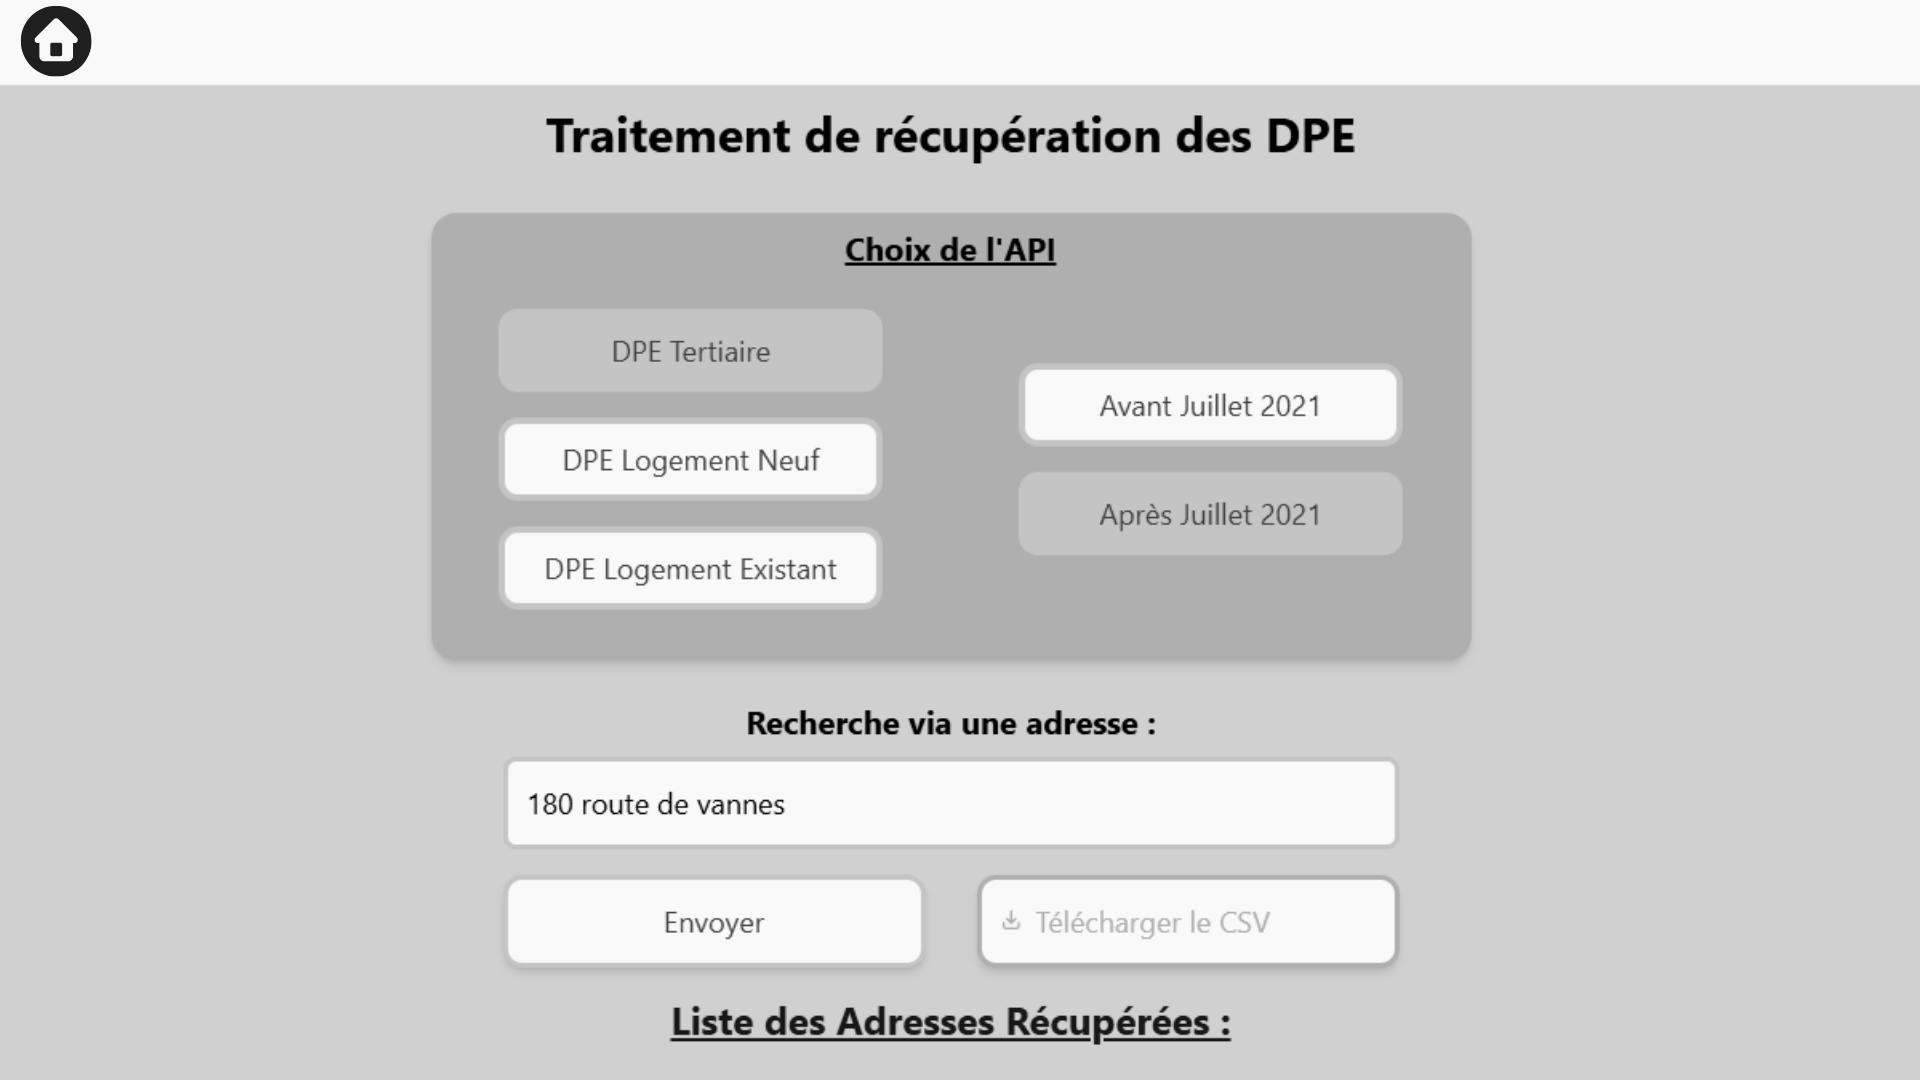 Traitement de récupération des DPE
Choix de l'API
DPE Tertiaire
DPE Logement Neuf
DPE Logement Existant
Avant Juillet 2021
Après Juillet 2021
Recherche via une adresse :
180 route de vannes
Envoyer
Télécharger le CSV
Liste des Adresses Récupérées :